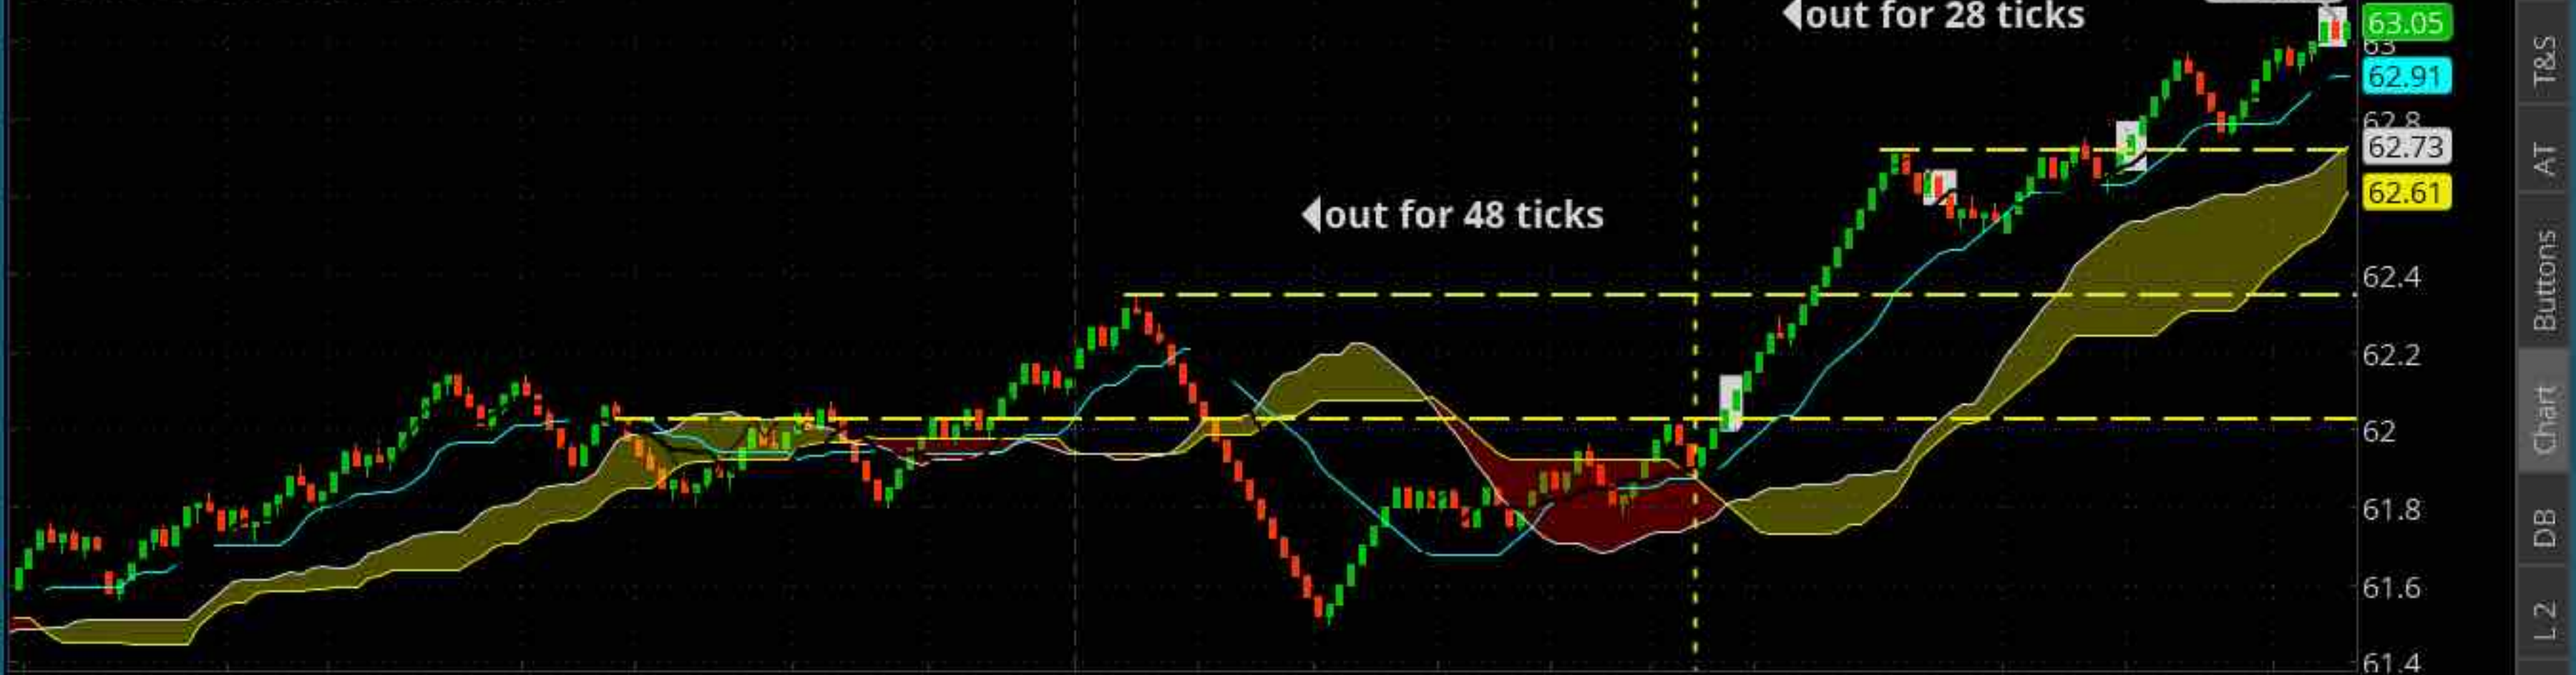 out for 28 ticks
63.05
63
T&S
62.91
62.8
62.73
AT
62.61
out for 48 ticks
62.4
Buttons
62.2
Chart
62
61.8
DB
61.6
L 2
61.4